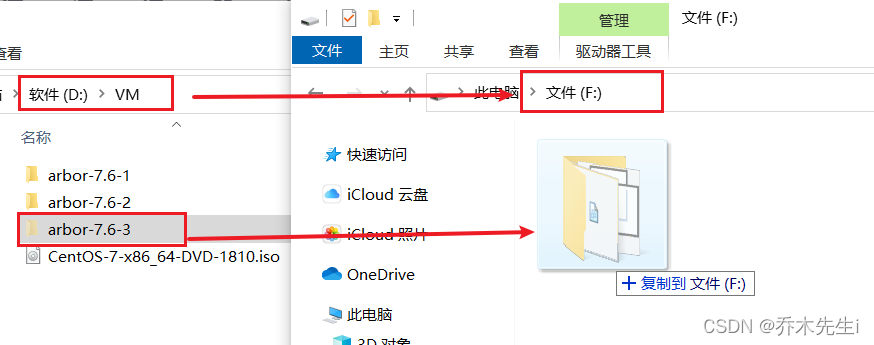 查看
软件 (D:) > VM
名称
arbor-7.6-1
arbor-7.6-2
arbor-7.6-3
CentOS-7-x86_64-DVD-1810.iso
管理
文件 (F:)
文件
主页
共享
查看
驱动器工具
此电脑 > 文件 (F:)
快速访问
iCloud 云盘
iCloud 照片
OneDrive
此电脑
3D 对象
复制到 文件 (F:)
CSDN @乔木先生i